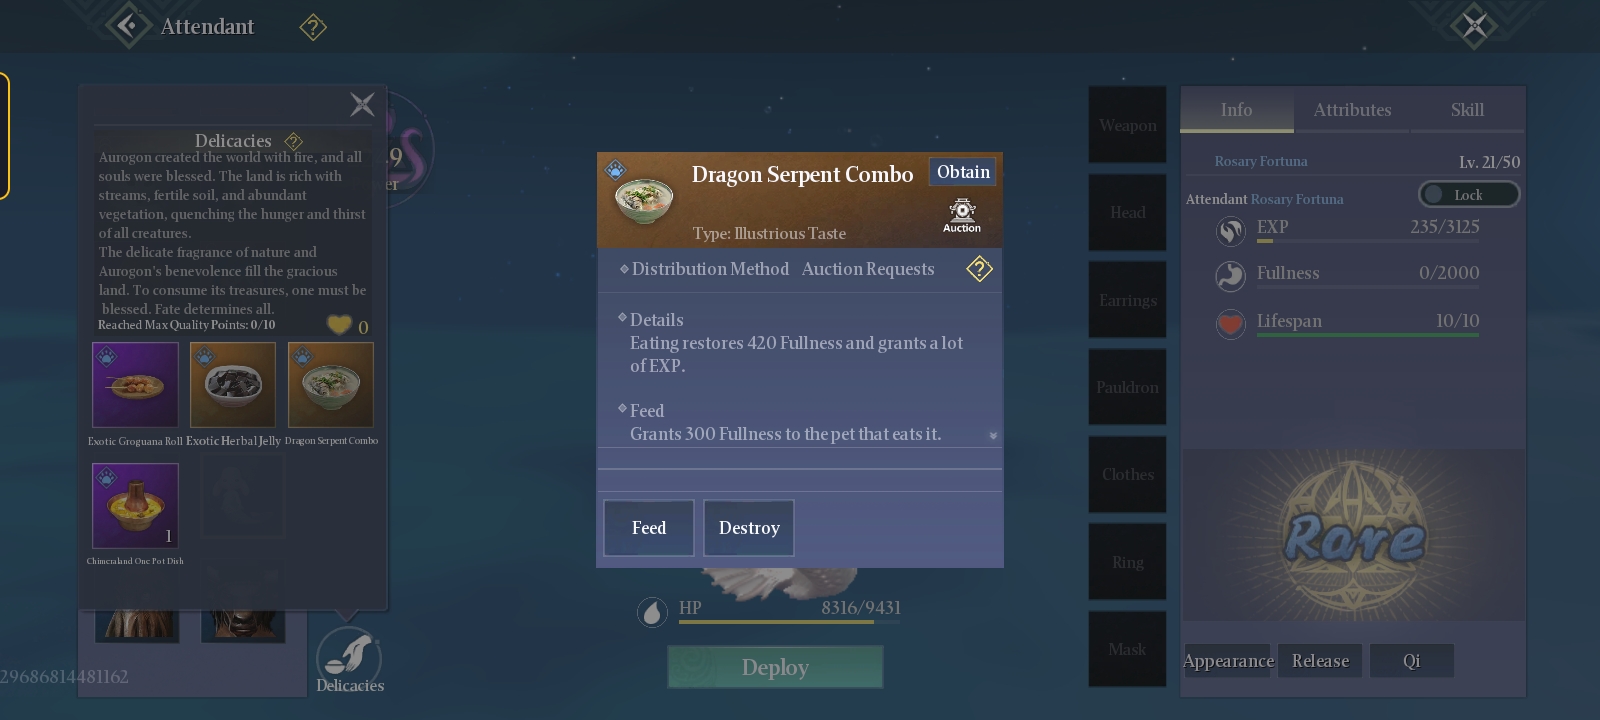 Attendant
Delicacies
Aurogon created the world with fire, and all
souls were blessed. The land is rich with
streams, fertile soil, and abundant
vegetation, quenching the hunger and thirst
of all creatures.
The delicate fragrance of nature and
Aurogon's benevolence fill the gracious
land. To consume its treasures, one must be
blessed. Fate determines all.
Reached Max Quality Points: 0/10
0
Exotic Groguana Roll
Exotic Herbal Jelly
Dragon Serpent Combo
1
Chimeraland One Pot Dish
29686814481162
Delicacies
Dragon Serpent Combo
Obtain
Auction
Type: Illustrious Taste
Distribution Method Auction Requests
Details
Eating restores 420 Fullness and grants a lot
of EXP.
Feed
Grants 300 Fullness to the pet that eats it.
Feed
Destroy
HP 8316/9431
Deploy
Weapon
Head
Earrings
Pauldron
Clothes
Ring
Mask
Info
Attributes
Skill
Rosary Fortuna
Lv. 21/50
Attendant Rosary Fortuna
Lock
EXP 235/3125
Fullness 0/2000
Lifespan 10/10
Rare
Appearance
Release
Qi